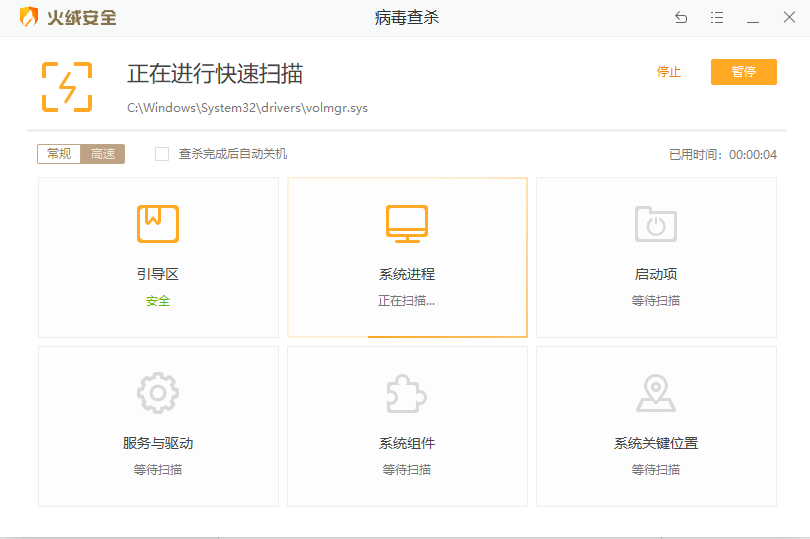 火绒安全
病毒查杀
正在进行快速扫描
停止
暂停
C:\Windows\System32\drivers\volmgr.sys
常规 高速
查杀完成后自动关机
已用时间：00:00:04
引导区
安全
系统进程
正在扫描...
启动项
等待扫描
服务与驱动
等待扫描
系统组件
等待扫描
系统关键位置
等待扫描